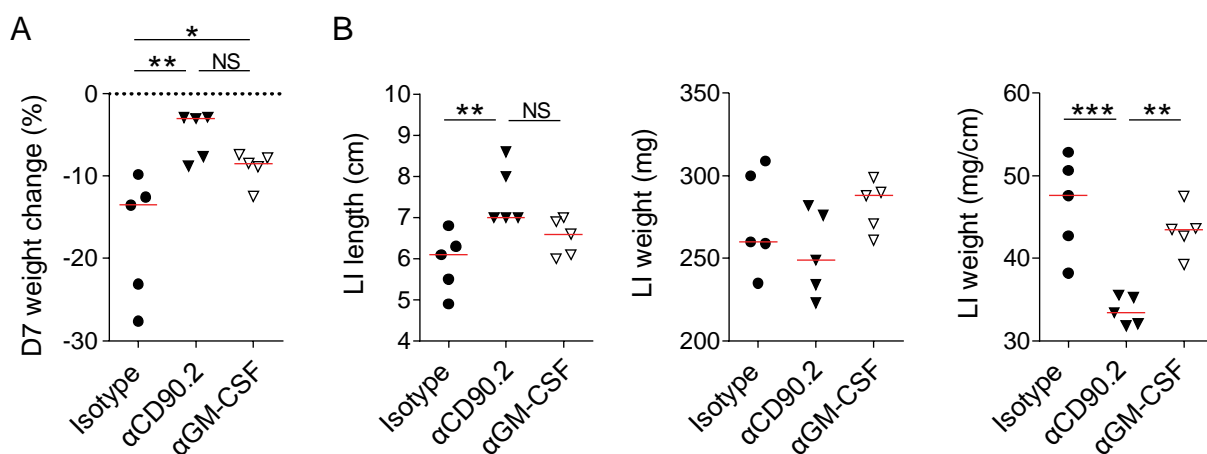 A
B
*
** NS
0
-10
-20
-30
D7 weight change (%)
Isotype
αCD90.2
αGM-CSF
** NS
10
9
8
7
6
5
4
LI length (cm)
Isotype
αCD90.2
αGM-CSF
350
300
250
200
LI weight (mg)
Isotype
αCD90.2
αGM-CSF
*** **
60
50
40
30
LI weight (mg/cm)
Isotype
αCD90.2
αGM-CSF